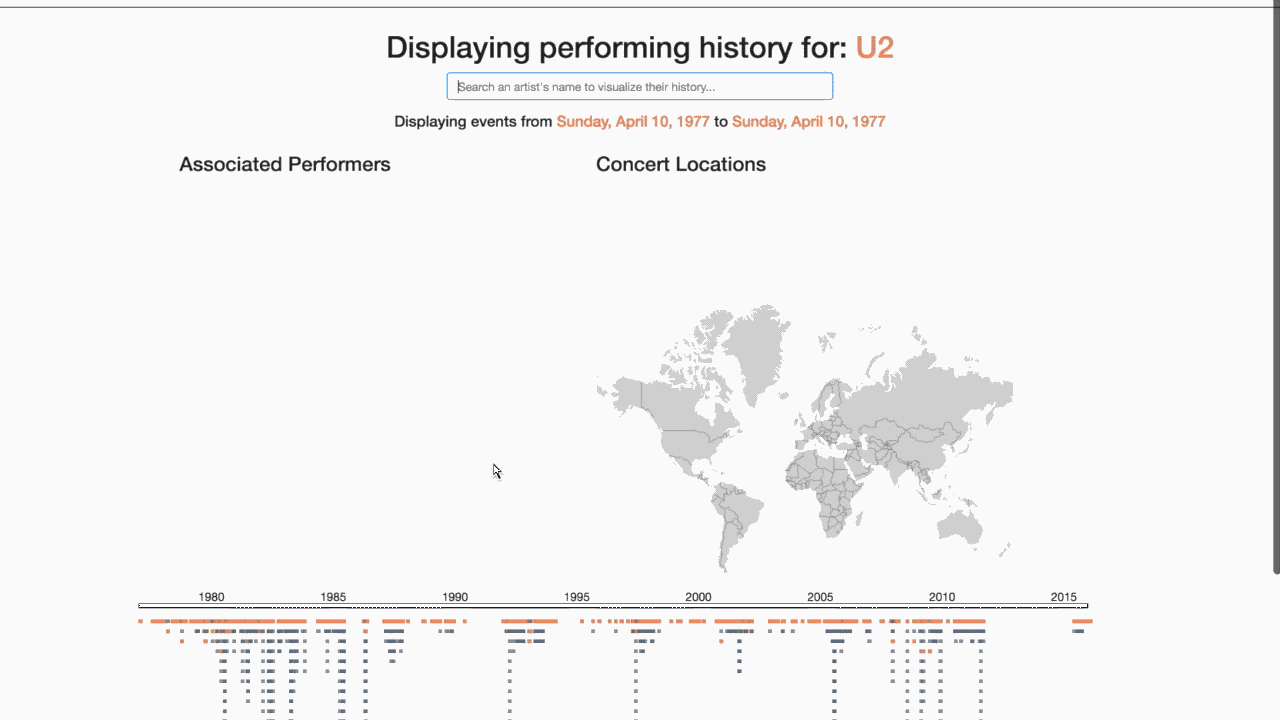 Displaying performing history for: U2
Search an artist's name to visualize their history...
Displaying events from Sunday, April 10, 1977 to Sunday, April 10, 1977
Associated Performers
Concert Locations
1980 1985 1990 1995 2000 2005 2010 2015